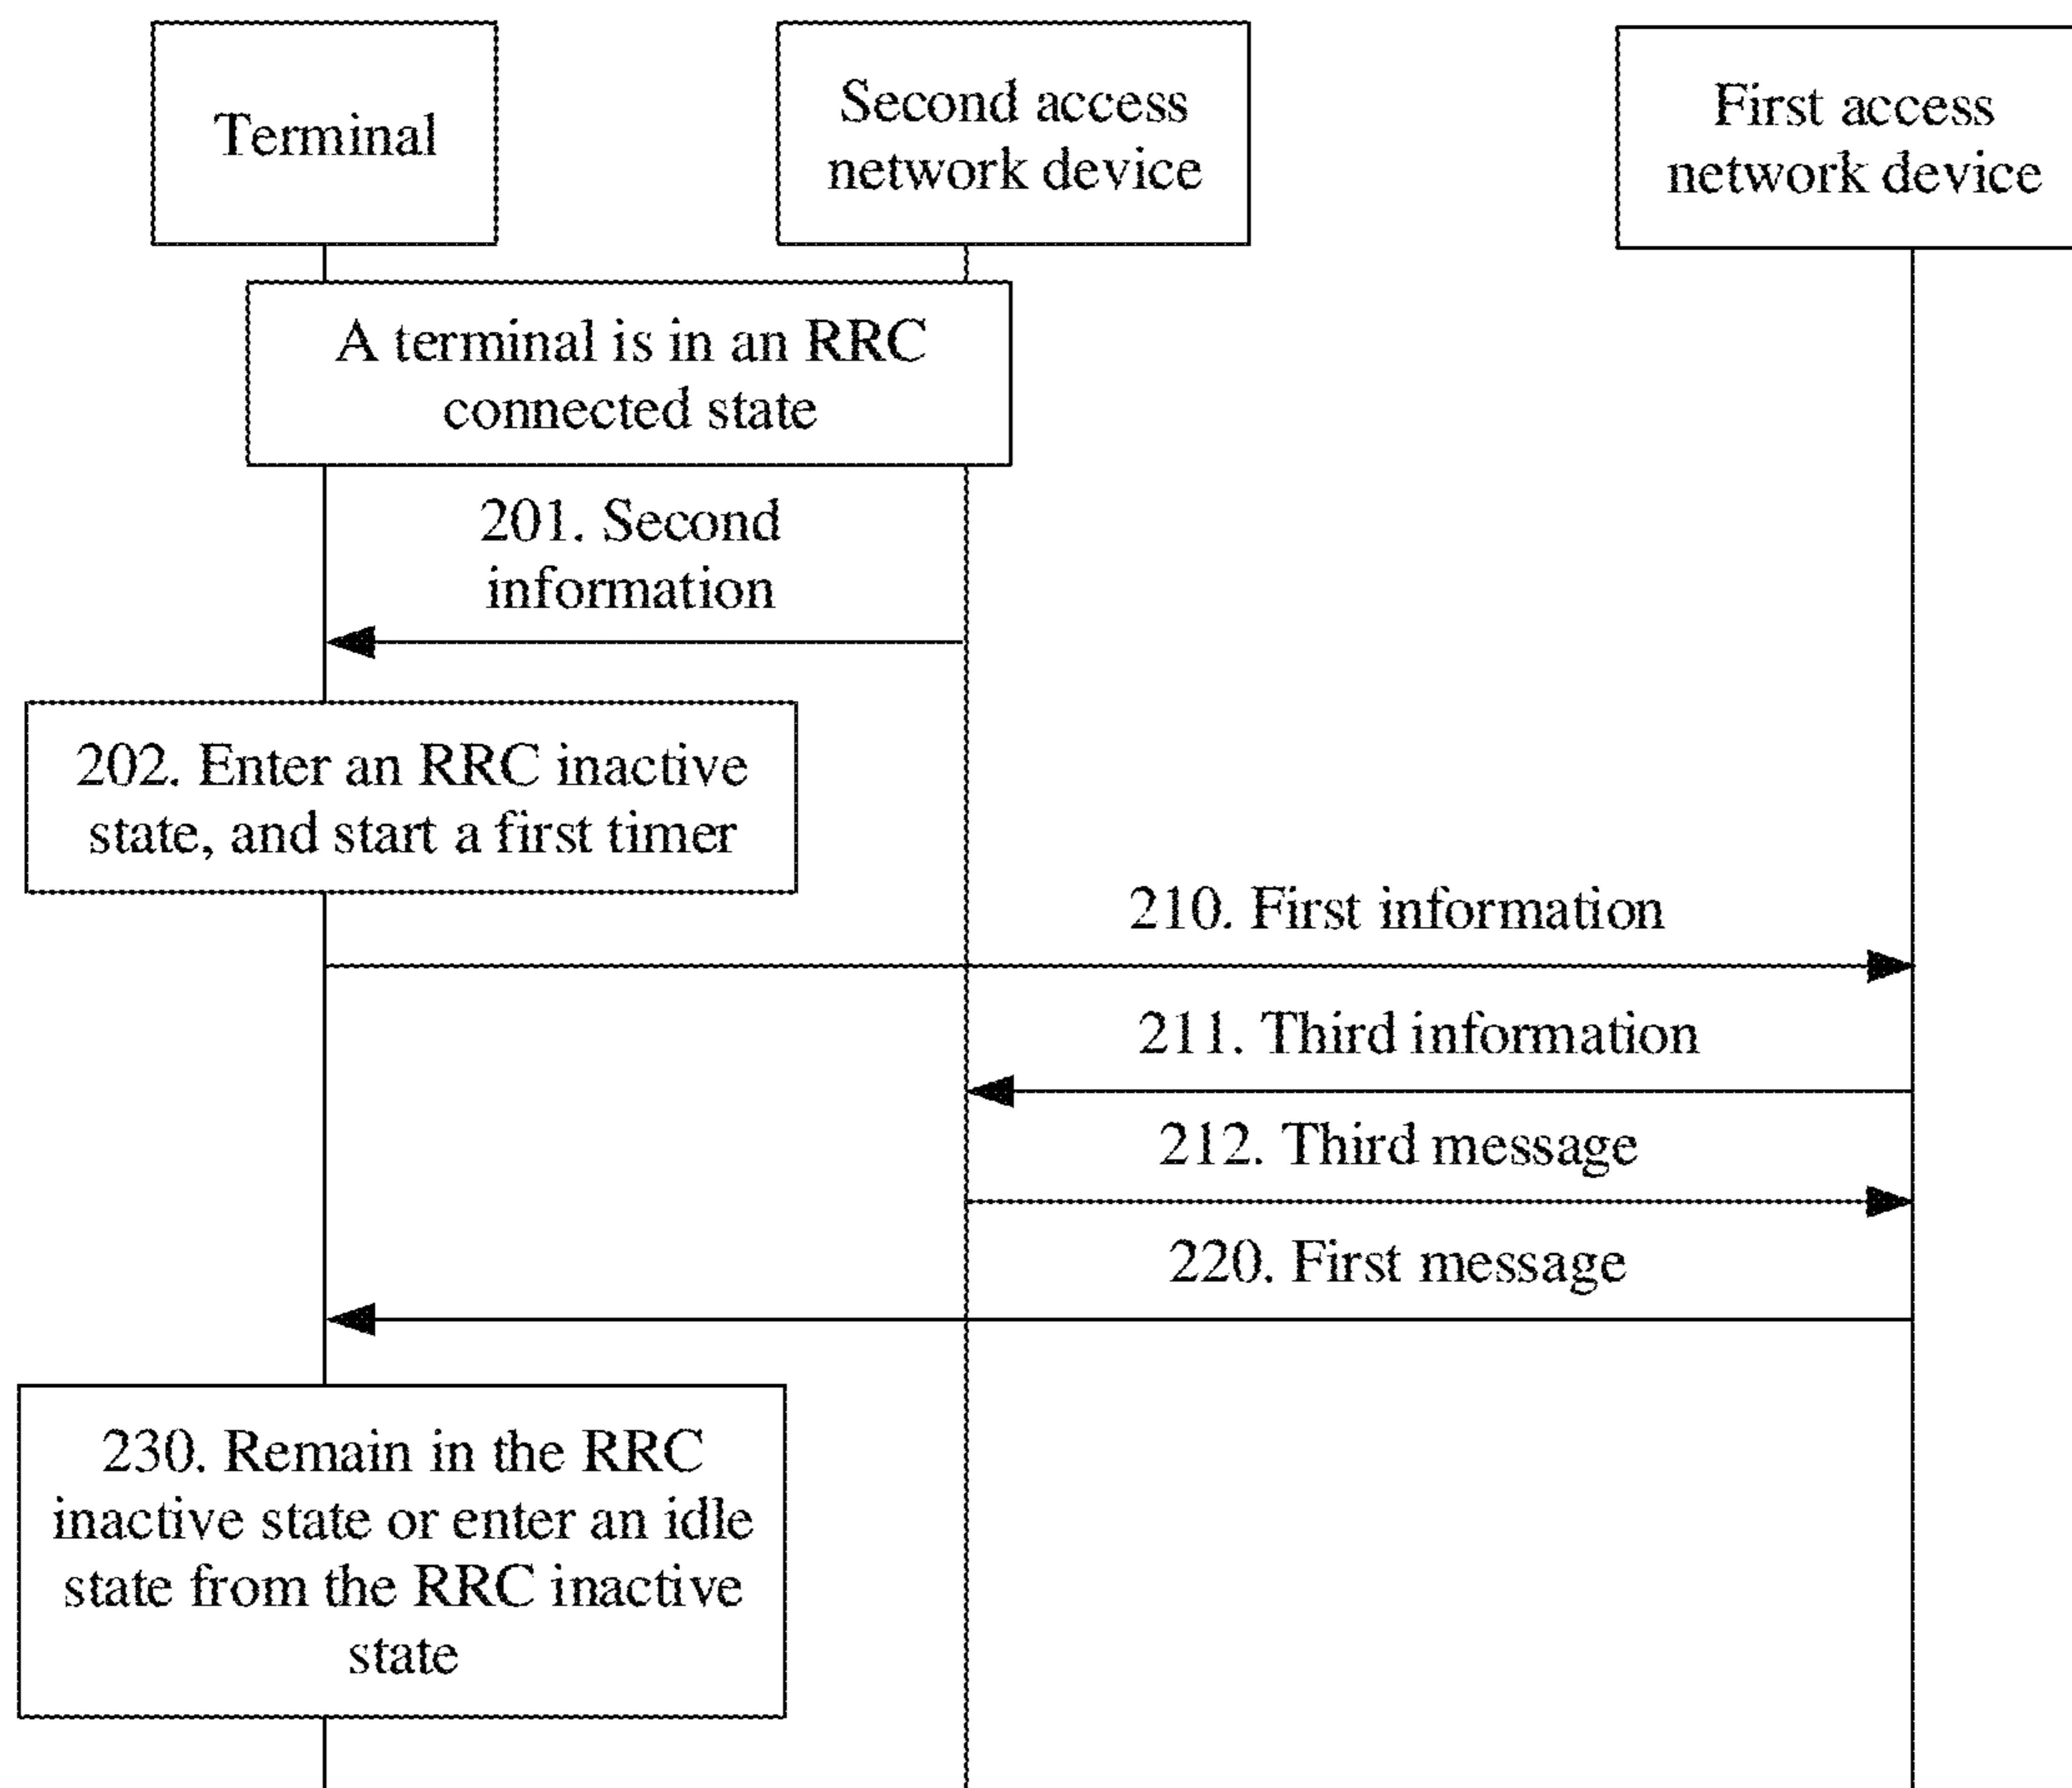 Terminal
Second access
network device
First access
network device
A terminal is in an RRC
connected state
201. Second
information
202. Enter an RRC inactive
state, and start a first timer
210. First information
211. Third information
212. Third message
220. First message
230. Remain in the RRC
inactive state or enter an idle
state from the RRC inactive
state